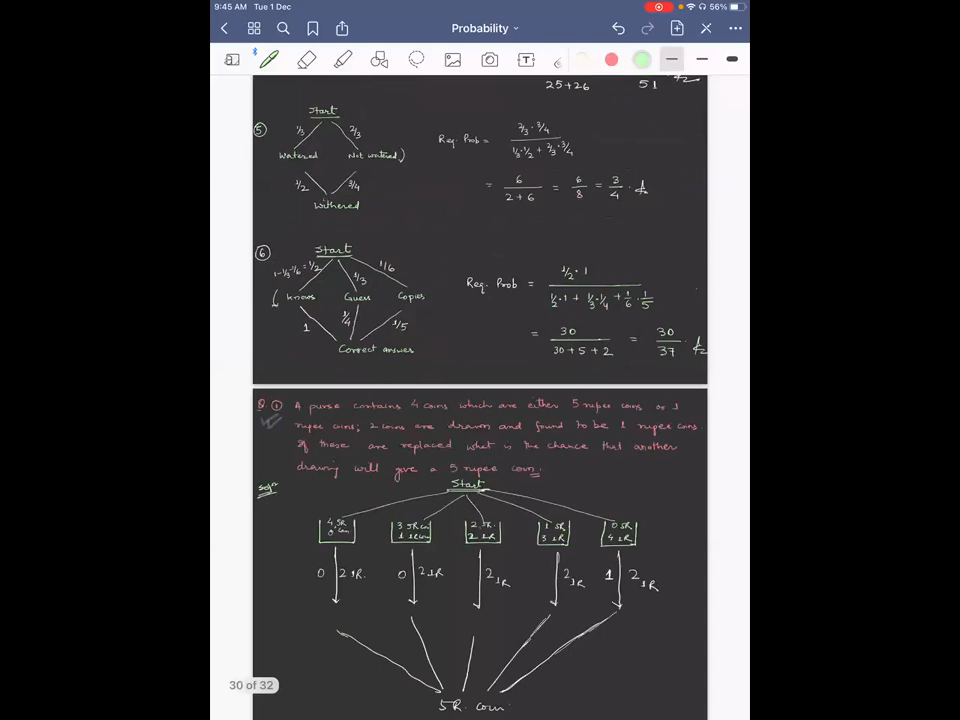 9:45 AM Tue 1 Dec
56%
Probability
25+26 51
5 Start
1/3 2/3
Watered Not watered)
1/2 3/4
Withered
Req. Prob = 2/3 · 3/4
1/3·1/2 + 2/3·3/4
= 6 = 6 = 3
2+6 8 4
6 Start
1-1/3-1/6 = 1/2 1/3 1/6
Knows Guess Copies
1 1/4 1/5
Correct answer
Req. Prob = 1/2 · 1
1/2·1 + 1/3·1/4 + 1/6 · 1/5
= 30 = 30
30+5+2 37
Q 1 A purse contains 4 coins which are either 5 rupee coins or 1
rupee coins; 2 coins are drawn and found to be 1 rupee coins.
If these are replaced what is the chance that another
drawing will give a 5 rupee coin.
Soln Start
4 5R 3 5R coin 2 5R. 1 5R 0 5R
0 coin 1 1R coin 2 1R 3 1R 4 1R
0 2 1R. 0 2 1R 2 1R 2 1R 1 2 1R
30 of 32
5R. coin.